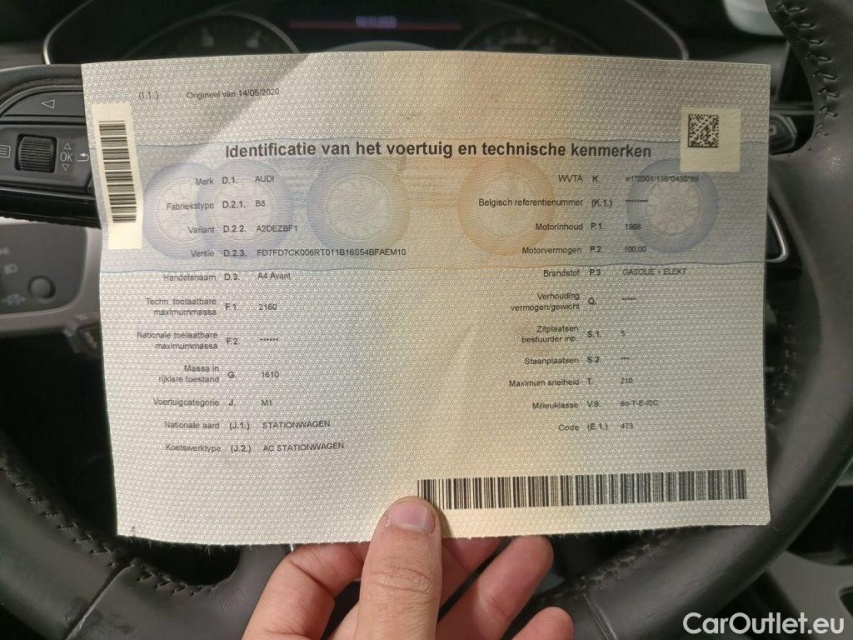 (I.1.) Origineel van 14/05/2020
Identificatie van het voertuig en technische kenmerken
Merk D.1. AUDI
Fabriekstype D.2.1. B8
Variant D.2.2. A2DEZBF1
Versie D.2.3. FD7FD7CK006RT011B16S54BFAEM10
Handelsnaam D.3. A4 Avant
Techn. toelaatbare
maximummassa F.1. 2160
Nationale toelaatbare
maximummassa F.2. ------
Massa in
rijklare toestand G. 1610
Voertuigcategorie J. M1
Nationale aard (J.1.) STATIONWAGEN
Koetswerktype (J.2.) AC STATIONWAGEN
WVTA K.
Belgisch referentienummer (K.1.) -------
Motorinhoud P.1. 1968
Motorvermogen P.2. 100.00
Brandstof P.3. GASOLIE + ELEKT
Verhouding
vermogen/gewicht Q. ----
Zitplaatsen
bestuurder inb. S.1. 5
Staanplaatsen S.2. ---
Maximum snelheid T. 210
Milieuklasse V.9. 6d-T-E-ISC
Code (E.1.) 473
OK
CarOutlet.eu